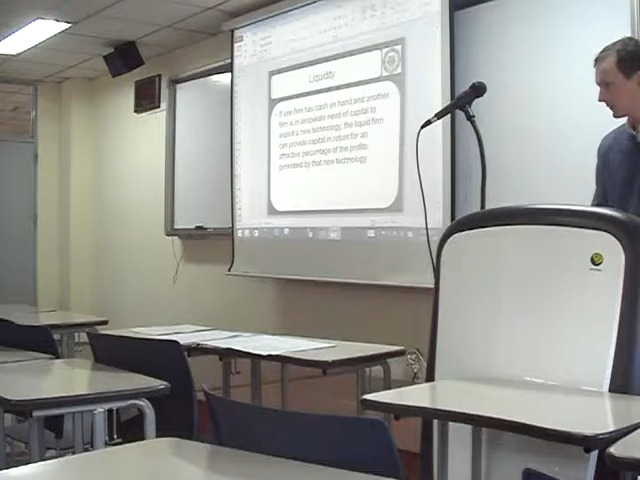 Liquidity
• If one firm has cash on hand and another
firm is in desperate need of capital to
exploit a new technology, the liquid firm
can provide capital in return for an
attractive percentage of the profits
generated by that new technology